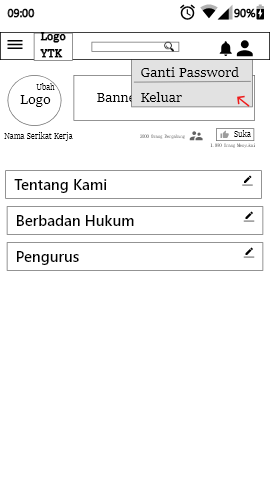 09:00
90%
Logo
YTK
Ganti Password
Keluar
Ubah
Logo
Banne
Nama Serikat Kerja
1000 Orang Bergabung
Suka
1.000 Orang Menyukai
Tentang Kami
Berbadan Hukum
Pengurus